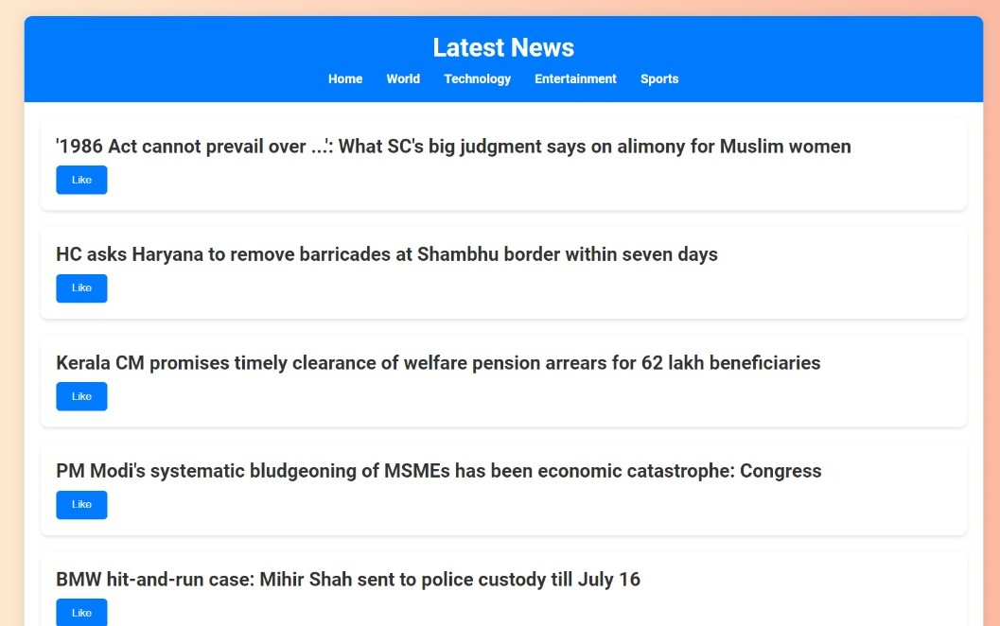 Latest News
Home World Technology Entertainment Sports
'1986 Act cannot prevail over ...': What SC's big judgment says on alimony for Muslim women
Like
HC asks Haryana to remove barricades at Shambhu border within seven days
Like
Kerala CM promises timely clearance of welfare pension arrears for 62 lakh beneficiaries
Like
PM Modi's systematic bludgeoning of MSMEs has been economic catastrophe: Congress
Like
BMW hit-and-run case: Mihir Shah sent to police custody till July 16
Like